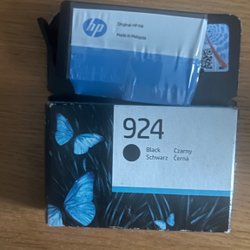 hp
Original HP Ink
Made in Malaysia
924
Black Czarny
Schwarz Černá